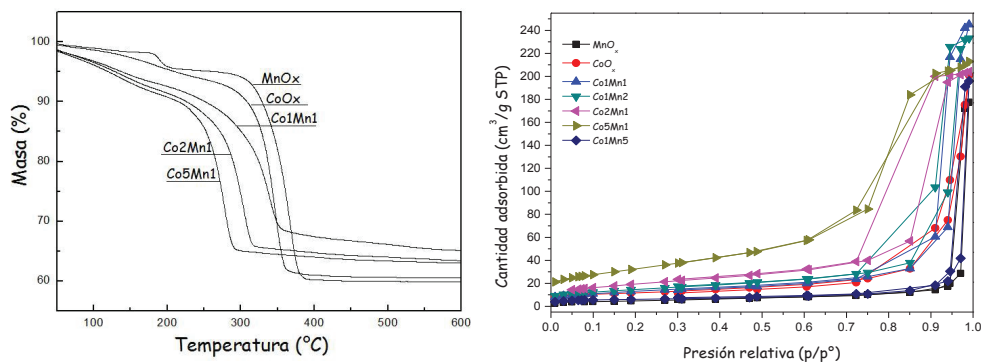 100
90
80
70
60
Masa (%)
MnOx
CoOx
Co1Mn1
Co2Mn1
Co5Mn1
100 200 300 400 500 600
Temperatura (°C)
240
220
200
180
160
140
120
100
80
60
40
20
0
Cantidad adsorbida (cm³/g STP)
MnOₓ
CoOₓ
Co1Mn1
Co1Mn2
Co2Mn1
Co5Mn1
Co1Mn5
0.0 0.1 0.2 0.3 0.4 0.5 0.6 0.7 0.8 0.9 1.0
Presión relativa (p/p°)